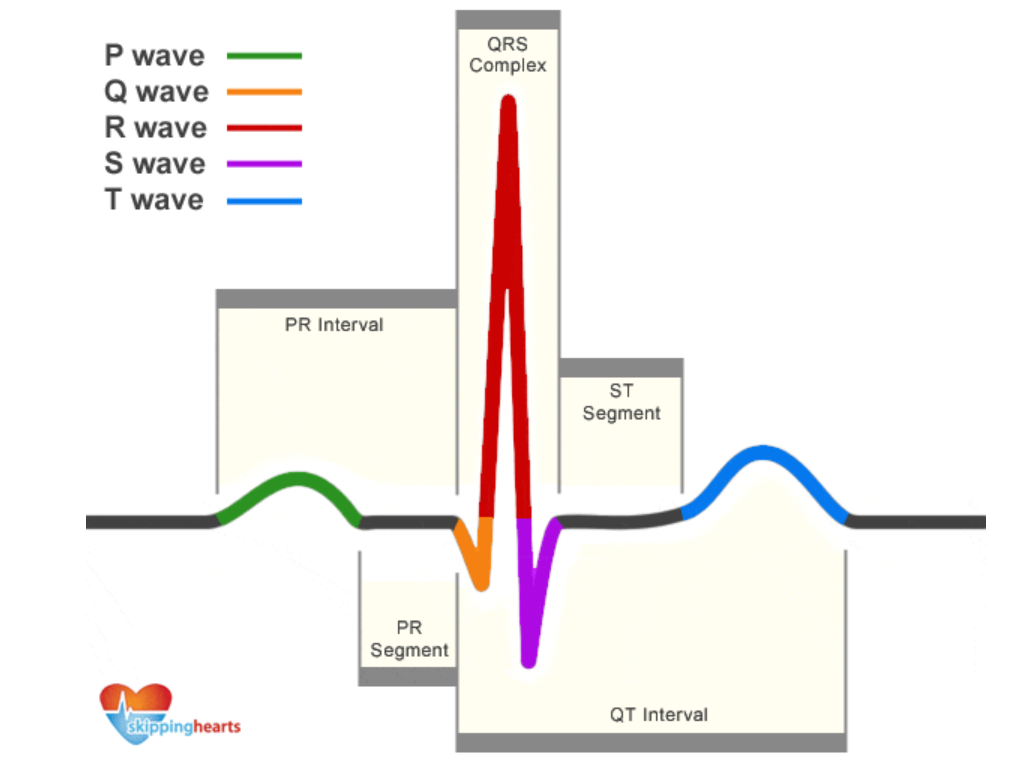 P wave
Q wave
R wave
S wave
T wave
QRS
Complex
PR Interval
ST
Segment
PR
Segment
QT Interval
skippinghearts